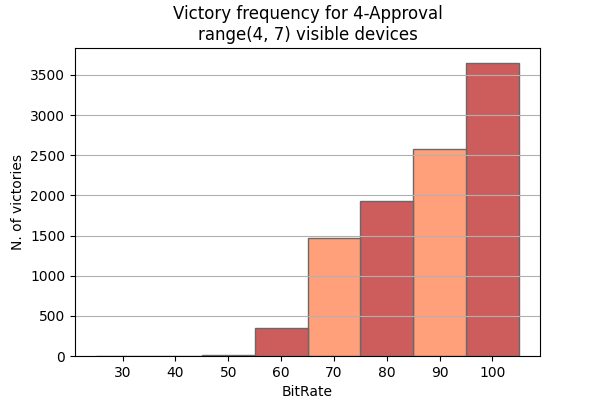 Victory frequency for 4-Approval
range(4, 7) visible devices
N. of victories
3500
3000
2500
2000
1500
1000
500
0
30 40 50 60 70 80 90 100
BitRate